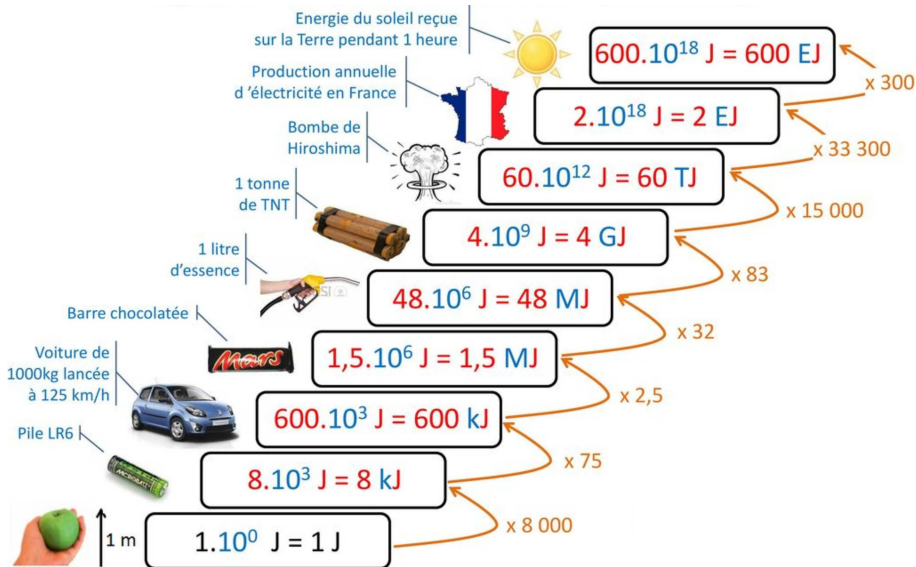 Energie du soleil reçue
sur la Terre pendant 1 heure
600.10¹⁸ J = 600 EJ
x 300
Production annuelle
d ’électricité en France
2.10¹⁸ J = 2 EJ
x 33 300
Bombe de
Hiroshima
60.10¹² J = 60 TJ
x 15 000
1 tonne
de TNT
4.10⁹ J = 4 GJ
x 83
1 litre
d’essence
48.10⁶ J = 48 MJ
x 32
Barre chocolatée
Mars
1,5.10⁶ J = 1,5 MJ
x 2,5
Voiture de
1000kg lancée
à 125 km/h
600.10³ J = 600 kJ
x 75
Pile LR6
8.10³ J = 8 kJ
x 8 000
1 m
1.10⁰ J = 1 J